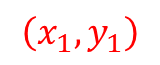 (x₁, y₁)